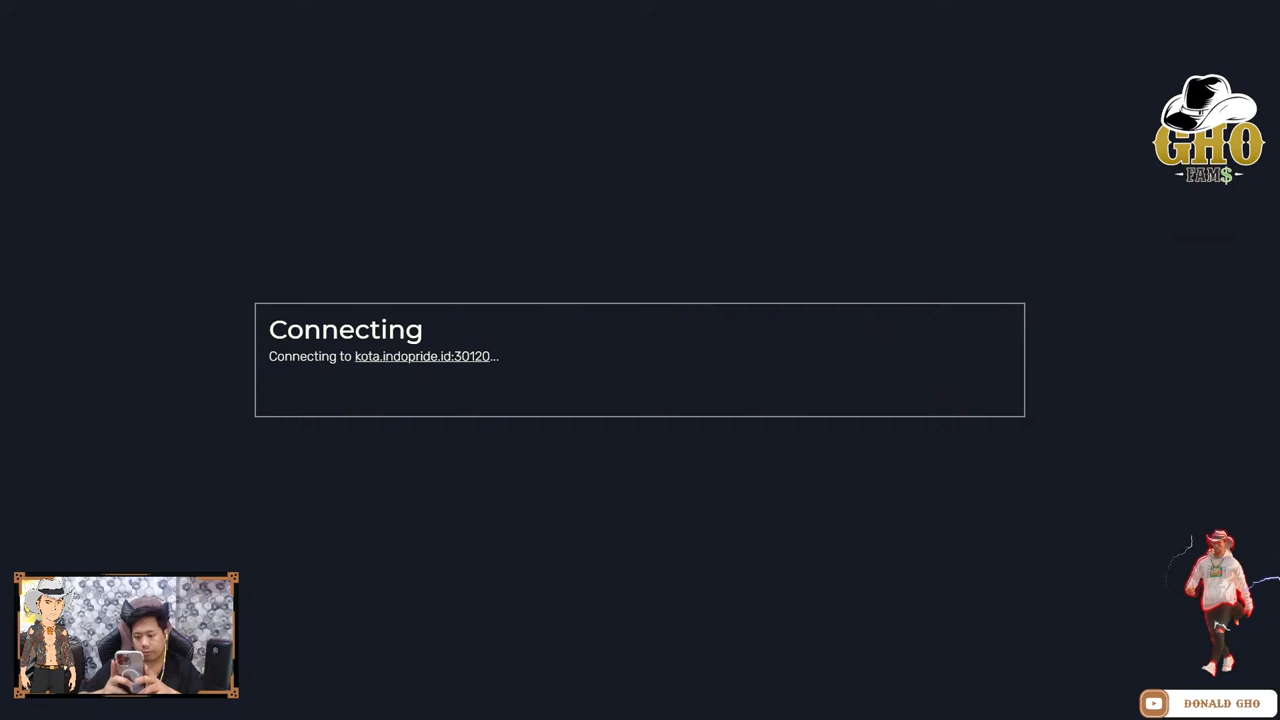 GHO
FAM$
Connecting
Connecting to kota.indopride.id:30120...
DONALD GHO